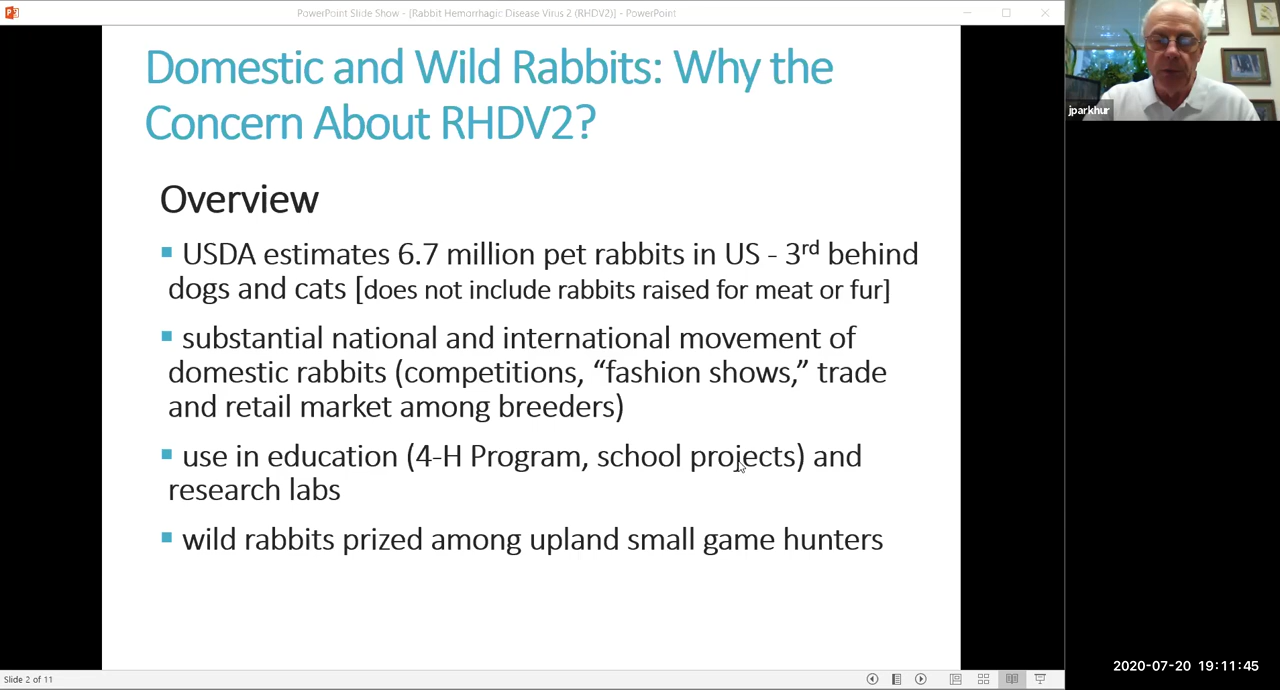 PowerPoint Slide Show - [Rabbit Hemorrhagic Disease Virus 2 (RHDV2)] - PowerPoint
Domestic and Wild Rabbits: Why the
Concern About RHDV2?
Overview
USDA estimates 6.7 million pet rabbits in US - 3rd behind
dogs and cats [does not include rabbits raised for meat or fur]
substantial national and international movement of
domestic rabbits (competitions, “fashion shows,” trade
and retail market among breeders)
use in education (4-H Program, school projects) and
research labs
wild rabbits prized among upland small game hunters
jparkhur
2020-07-20 19:11:45
Slide 2 of 11